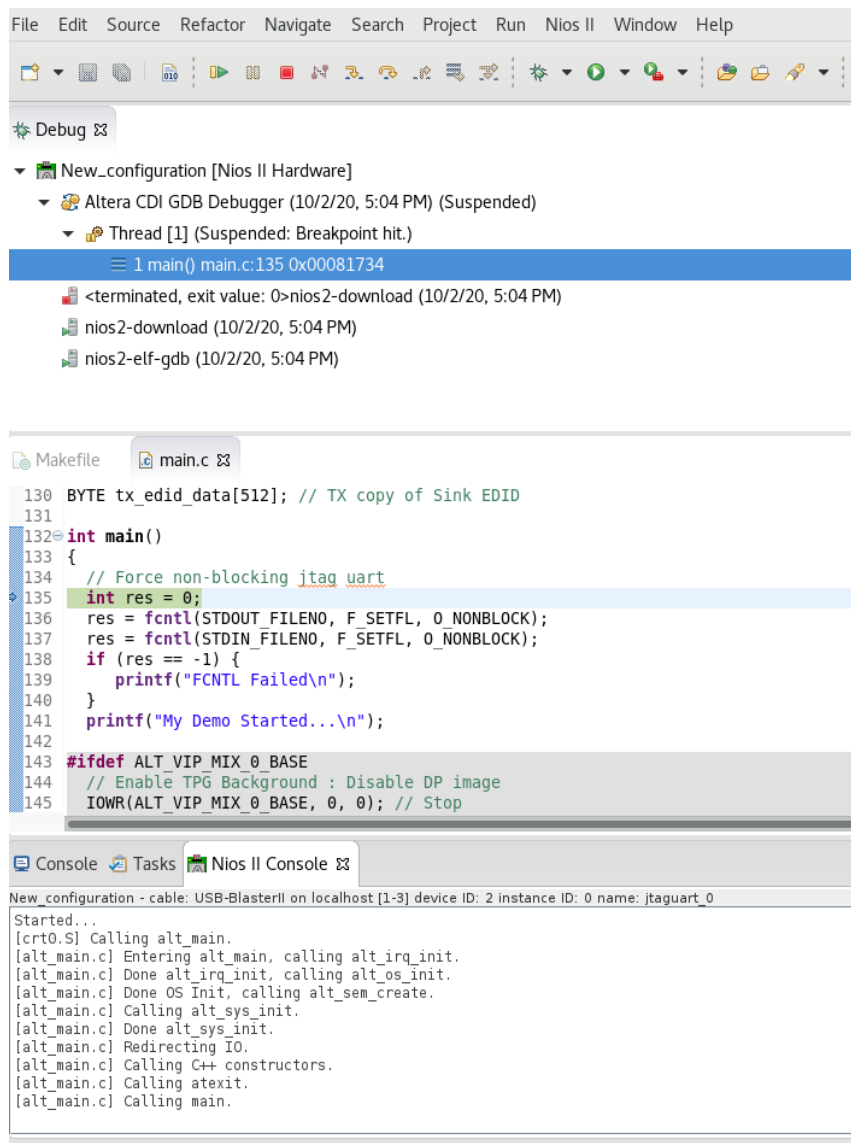 File Edit Source Refactor Navigate Search Project Run Nios II Window Help
010
Debug
New_configuration [Nios II Hardware]
Altera CDI GDB Debugger (10/2/20, 5:04 PM) (Suspended)
Thread [1] (Suspended: Breakpoint hit.)
1 main() main.c:135 0x00081734
<terminated, exit value: 0>nios2-download (10/2/20, 5:04 PM)
nios2-download (10/2/20, 5:04 PM)
nios2-elf-gdb (10/2/20, 5:04 PM)
Makefile main.c
130 BYTE tx_edid_data[512]; // TX copy of Sink EDID
131
132 int main()
133 {
134 // Force non-blocking jtag uart
135 int res = 0;
136 res = fcntl(STDOUT_FILENO, F_SETFL, O_NONBLOCK);
137 res = fcntl(STDIN_FILENO, F_SETFL, O_NONBLOCK);
138 if (res == -1) {
139 printf("FCNTL Failed\n");
140 }
141 printf("My Demo Started...\n");
142
143 #ifdef ALT_VIP_MIX_0_BASE
144 // Enable TPG Background : Disable DP image
145 IOWR(ALT_VIP_MIX_0_BASE, 0, 0); // Stop
Console Tasks Nios II Console
New_configuration - cable: USB-BlasterII on localhost [1-3] device ID: 2 instance ID: 0 name: jtaguart_0
Started...
[crt0.S] Calling alt_main.
[alt_main.c] Entering alt_main, calling alt_irq_init.
[alt_main.c] Done alt_irq_init, calling alt_os_init.
[alt_main.c] Done OS Init, calling alt_sem_create.
[alt_main.c] Calling alt_sys_init.
[alt_main.c] Done alt_sys_init.
[alt_main.c] Redirecting IO.
[alt_main.c] Calling C++ constructors.
[alt_main.c] Calling atexit.
[alt_main.c] Calling main.